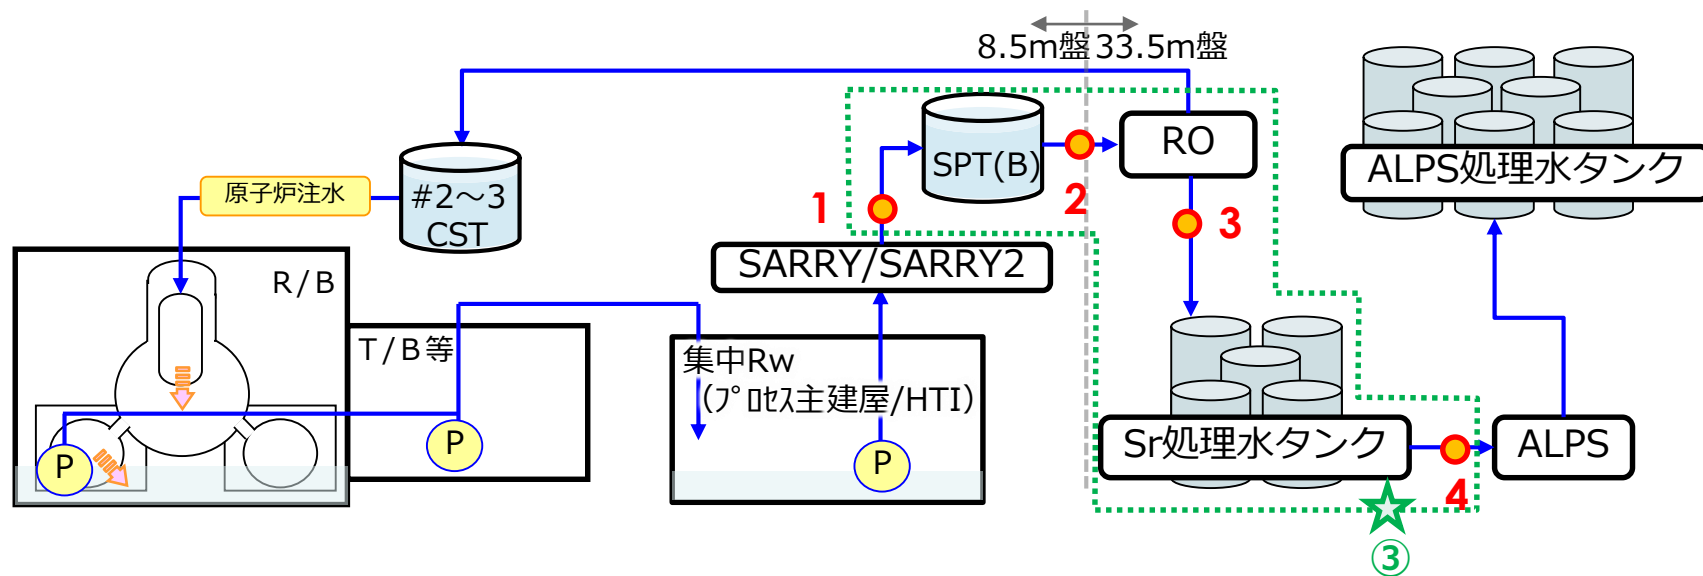 8.5m盤 33.5m盤
SPT(B)
RO
ALPS処理水タンク
原子炉注水
#2～3
CST
1
2
3
SARRY/SARRY2
R/B
T/B等
集中Rw
(ﾌﾟﾛｾｽ主建屋/HTI)
P
P
P
Sr処理水タンク
4
ALPS
③